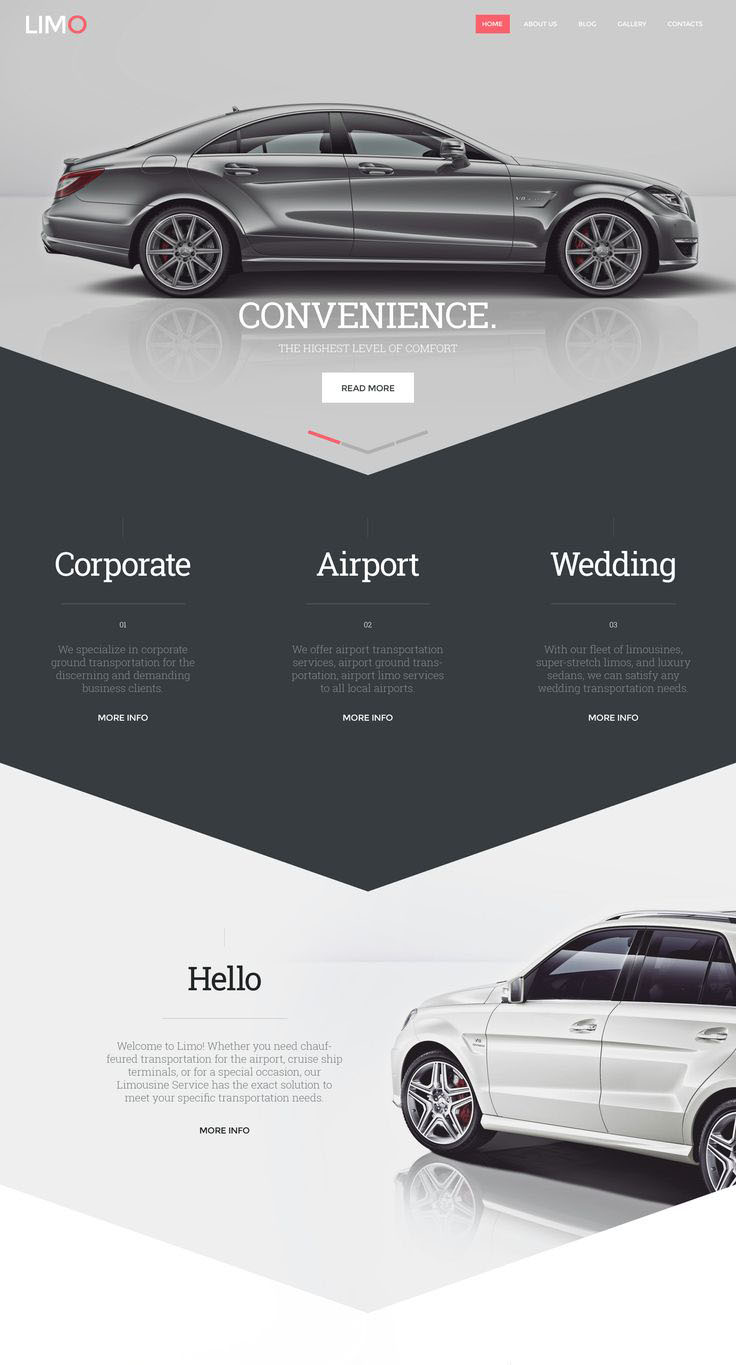 LIMO
HOME ABOUT US BLOG GALLERY CONTACTS
CONVENIENCE.
THE HIGHEST LEVEL OF COMFORT
READ MORE
Corporate
01
We specialize in corporate
ground transportation for the
discerning and demanding
business clients.
MORE INFO
Airport
02
We offer airport transportation
services, airport ground trans-
portation, airport limo services
to all local airports.
MORE INFO
Wedding
03
With our fleet of limousines,
super-stretch limos, and luxury
sedans, we can satisfy any
wedding transportation needs.
MORE INFO
Hello
Welcome to Limo! Whether you need chauf-
feured transportation for the airport, cruise ship
terminals, or for a special occasion, our
Limousine Service has the exact solution to
meet your specific transportation needs.
MORE INFO